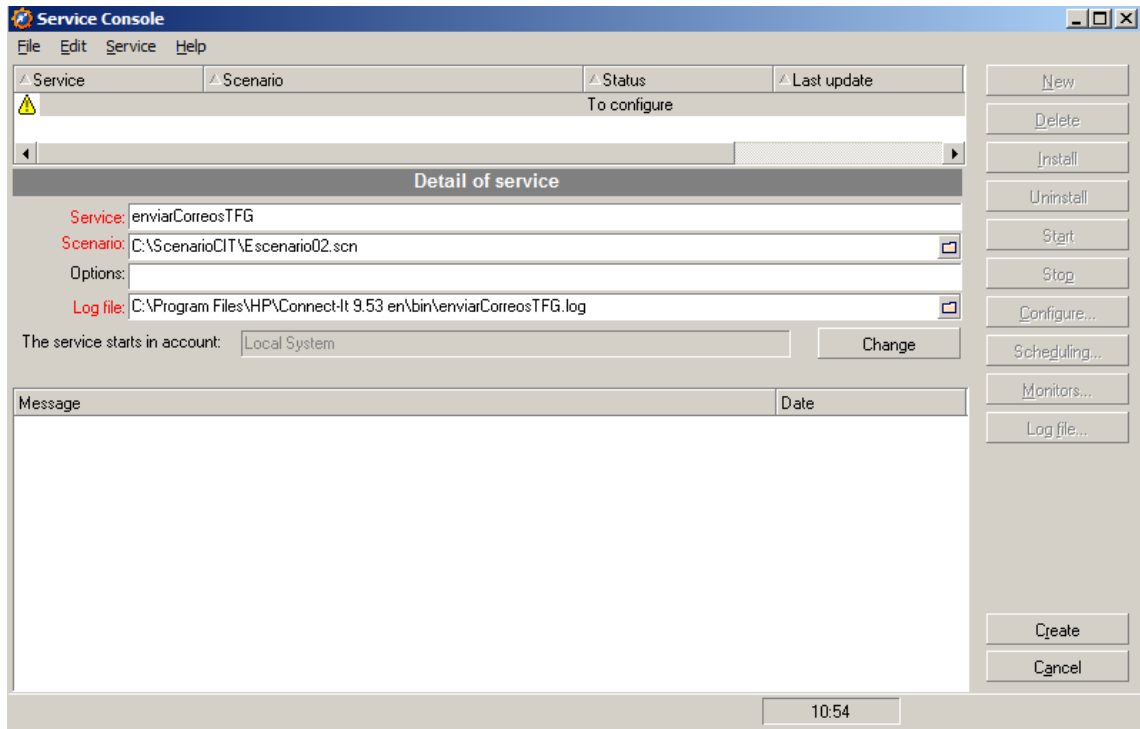 Service Console
File Edit Service Help
Service Scenario Status Last update
To configure
Detail of service
Service: enviarCorreosTFG
Scenario: C:\ScenarioCIT\Escenario02.scn
Options:
Log file: C:\Program Files\HP\Connect-It 9.53 en\bin\enviarCorreosTFG.log
The service starts in account: Local System Change
Message Date
New
Delete
Install
Uninstall
Start
Stop
Configure...
Scheduling...
Monitors...
Log file...
Create
Cancel
10:54